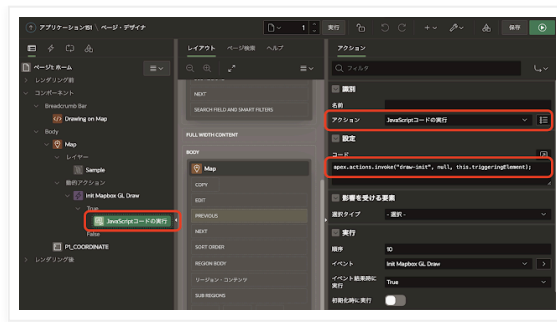 アプリケーション151 \ ページ・デザイナ
1
実行
保存
ページ1: ホーム
レンダリング前
コンポーネント
Breadcrumb Bar
Drawing on Map
Body
Map
レイヤー
Sample
動的アクション
Init Mapbox GL Draw
True
JavaScriptコードの実行
False
P1_COORDINATE
レンダリング後
レイアウト ページ検索 ヘルプ
NEXT
SEARCH FIELD AND SMART FILTERS
FULL WIDTH CONTENT
BODY
Map
COPY
EDIT
PREVIOUS
NEXT
SORT ORDER
REGION BODY
リージョン・コンテンツ
SUB REGIONS
アクション
フィルタ
識別
名前
アクション JavaScriptコードの実行
設定
コード
apex.actions.invoke("draw-init", null, this.triggeringElement);
影響を受ける要素
選択タイプ - 選択 -
実行
順序 10
イベント Init Mapbox GL Draw
イベント結果時に実行 True
初期化時に実行